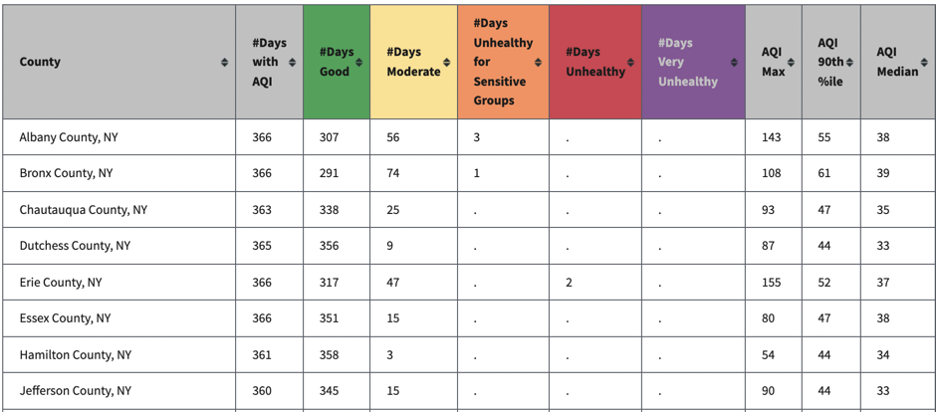 County #Days with AQI #Days Good #Days Moderate #Days Unhealthy for Sensitive Groups #Days Unhealthy #Days Very Unhealthy AQI Max AQI 90th %ile AQI Median
Albany County, NY 366 307 56 3 . . 143 55 38
Bronx County, NY 366 291 74 1 . . 108 61 39
Chautauqua County, NY 363 338 25 . . . 93 47 35
Dutchess County, NY 365 356 9 . . . 87 44 33
Erie County, NY 366 317 47 . 2 . 155 52 37
Essex County, NY 366 351 15 . . . 80 47 38
Hamilton County, NY 361 358 3 . . . 54 44 34
Jefferson County, NY 360 345 15 . . . 90 44 33